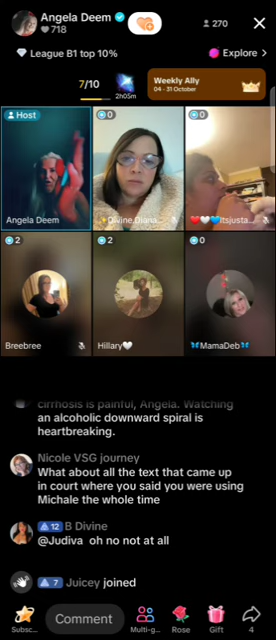 Angela Deem
718
270
League B1 top 10%
Explore >
7/10
2h05m
Weekly Ally
04 - 31 October
Host
0
0
Angela Deem
✨Divine,Diana...
❤️🤍💙Itsjusta...
2
2
0
Breebree
Hillary🤍
🦋MamaDeb🦋
cirrhosis is painful, Angela. Watching
an alcoholic downward spiral is
heartbreaking.
Nicole VSG journey
What about all the text that came up
in court where you said you were using
Michale the whole time
12 B Divine
@Judiva oh no not at all
7 Juicey joined
Comment
Subsc...
Multi-g...
Rose
Gift
4